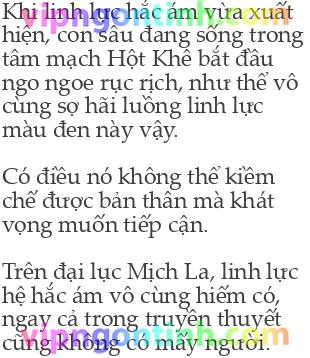 Khi linh lực hắc ám vừa xuất
hiện, con sâu đang sống trong
tâm mạch Hột Khê bắt đầu
ngo ngoe rục rịch, như thể vô
cùng sợ hãi luồng linh lực
màu đen này vậy.
Có điều nó không thể kiềm
chế được bản thân mà khát
vọng muốn tiếp cận.
Trên đại lục Mịch La, linh lực
hệ hắc ám vô cùng hiếm có,
ngay cả trong truyền thuyết
cũng không có mấy người.
vipngontinh.com
vipngontinh.com